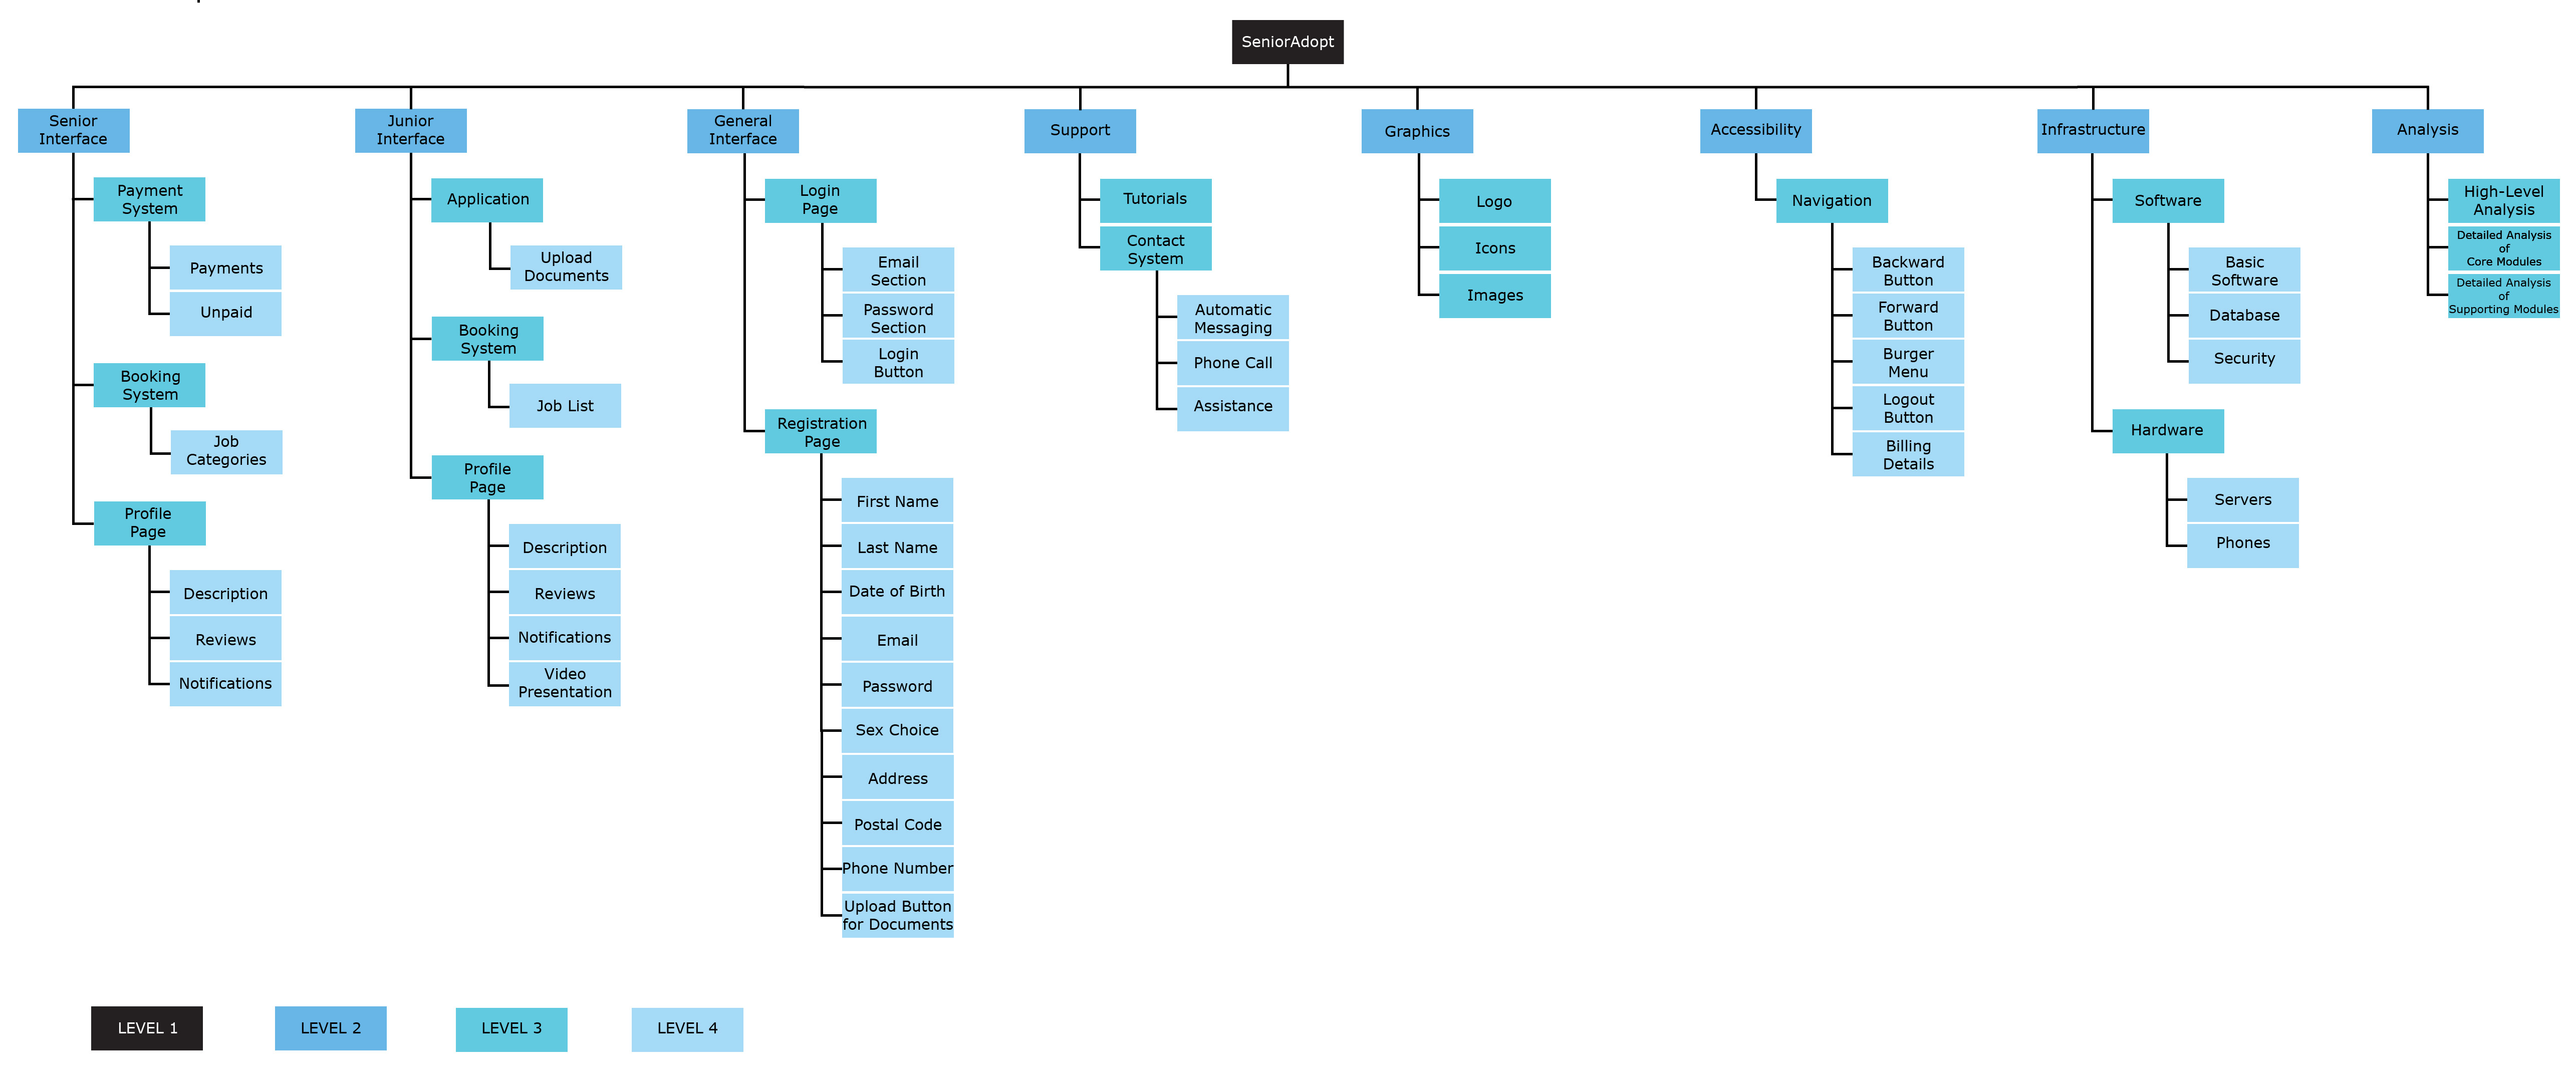 SeniorAdopt
Senior
Interface
Payment
System
Payments
Unpaid
Booking
System
Job
Categories
Profile
Page
Description
Reviews
Notifications
Junior
Interface
Application
Upload
Documents
Booking
System
Job List
Profile
Page
Description
Reviews
Notifications
Video
Presentation
General
Interface
Login
Page
Email
Section
Password
Section
Login
Button
Registration
Page
First Name
Last Name
Date of Birth
Email
Password
Sex Choice
Address
Postal Code
Phone Number
Upload Button
for Documents
Support
Tutorials
Contact
System
Automatic
Messaging
Phone Call
Assistance
Graphics
Logo
Icons
Images
Accessibility
Navigation
Backward
Button
Forward
Button
Burger
Menu
Logout
Button
Billing
Details
Infrastructure
Software
Basic
Software
Database
Security
Hardware
Servers
Phones
Analysis
High-Level
Analysis
Detailed Analysis
of
Core Modules
Detailed Analysis
of
Supporting Modules
LEVEL 1
LEVEL 2
LEVEL 3
LEVEL 4